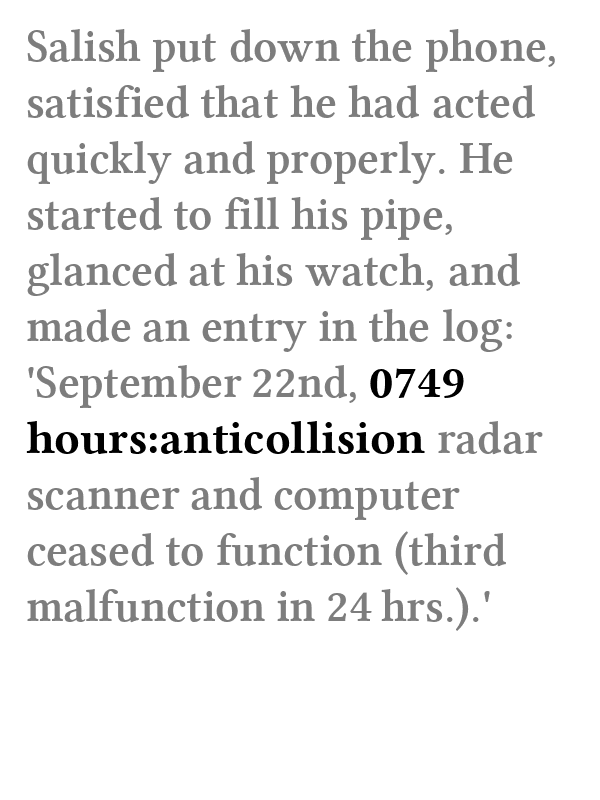 Salish put down the phone,
satisfied that he had acted
quickly and properly. He
started to fill his pipe,
glanced at his watch, and
made an entry in the log:
'September 22nd, 0749
hours:anticollision radar
scanner and computer
ceased to function (third
malfunction in 24 hrs.).'